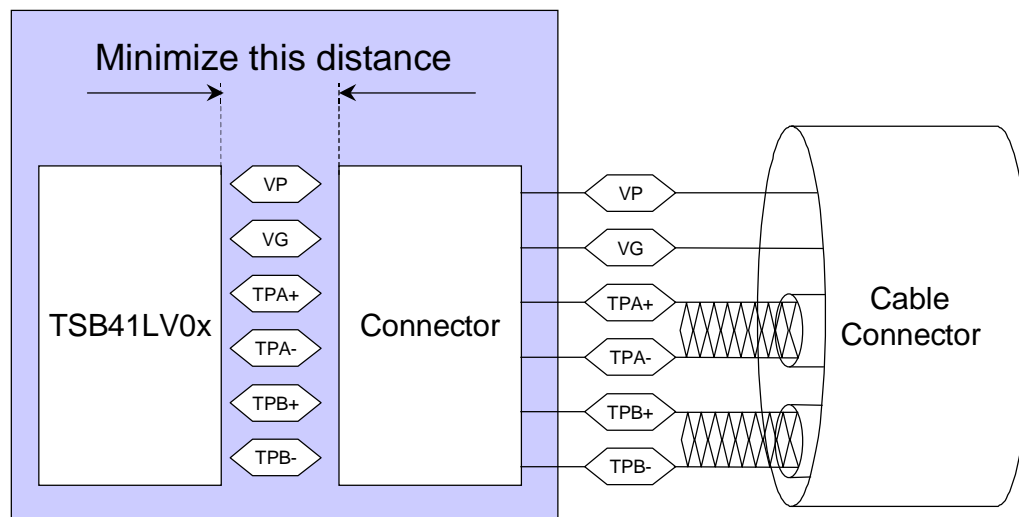 Minimize this distance
TSB41LV0x
VP
VG
TPA+
TPA-
TPB+
TPB-
Connector
VP
VG
TPA+
TPA-
TPB+
TPB-
Cable
Connector